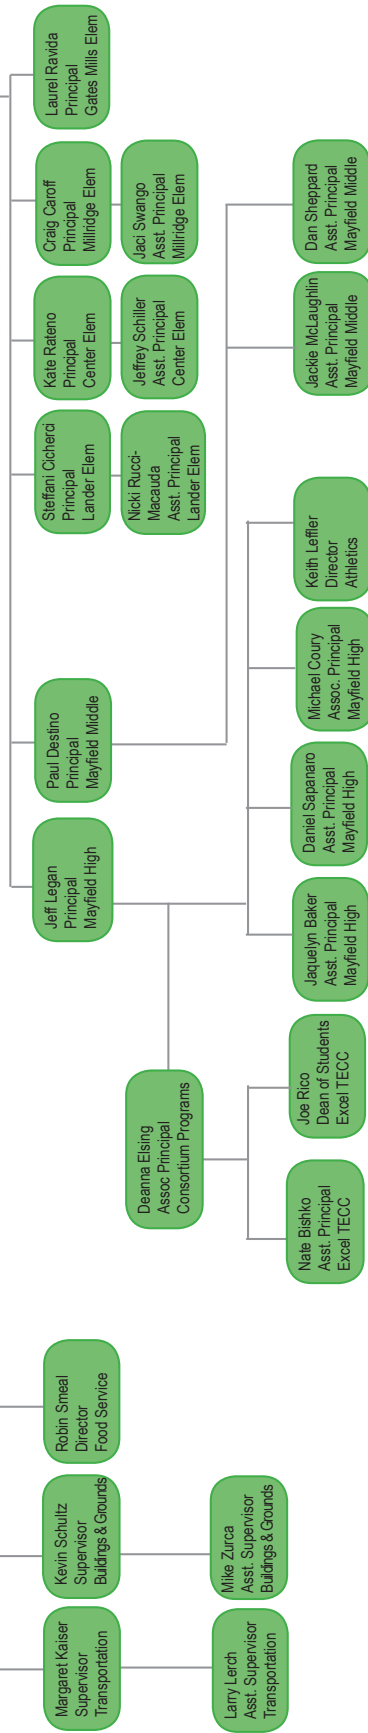 Margaret Kaiser
Supervisor
Transportation
Kevin Schultz
Supervisor
Buildings & Grounds
Robin Smeal
Director
Food Service
Jeff Legan
Principal
Mayfield High
Paul Destino
Principal
Mayfield Middle
Steffani Cicherci
Principal
Lander Elem
Kate Rateno
Principal
Center Elem
Craig Caroff
Principal
Millridge Elem
Laurel Ravida
Principal
Gates Mills Elem
Nicki Rucci-
Macauda
Asst. Principal
Lander Elem
Jeffrey Schiller
Asst. Principal
Center Elem
Jaci Swango
Asst. Principal
Millridge Elem
Deanna Elsing
Assoc Principal
Consortium Programs
Larry Lerch
Asst. Supervisor
Transportation
Mike Zurca
Asst. Supervisor
Buildings & Grounds
Nate Bishko
Asst. Principal
Excel TECC
Joe Rico
Dean of Students
Excel TECC
Jaquelyn Baker
Asst. Principal
Mayfield High
Daniel Sapanaro
Asst. Principal
Mayfield High
Michael Coury
Assoc. Principal
Mayfield High
Keith Leffler
Director
Athletics
Jackie McLaughlin
Asst. Principal
Mayfield Middle
Dan Sheppard
Asst. Principal
Mayfield Middle